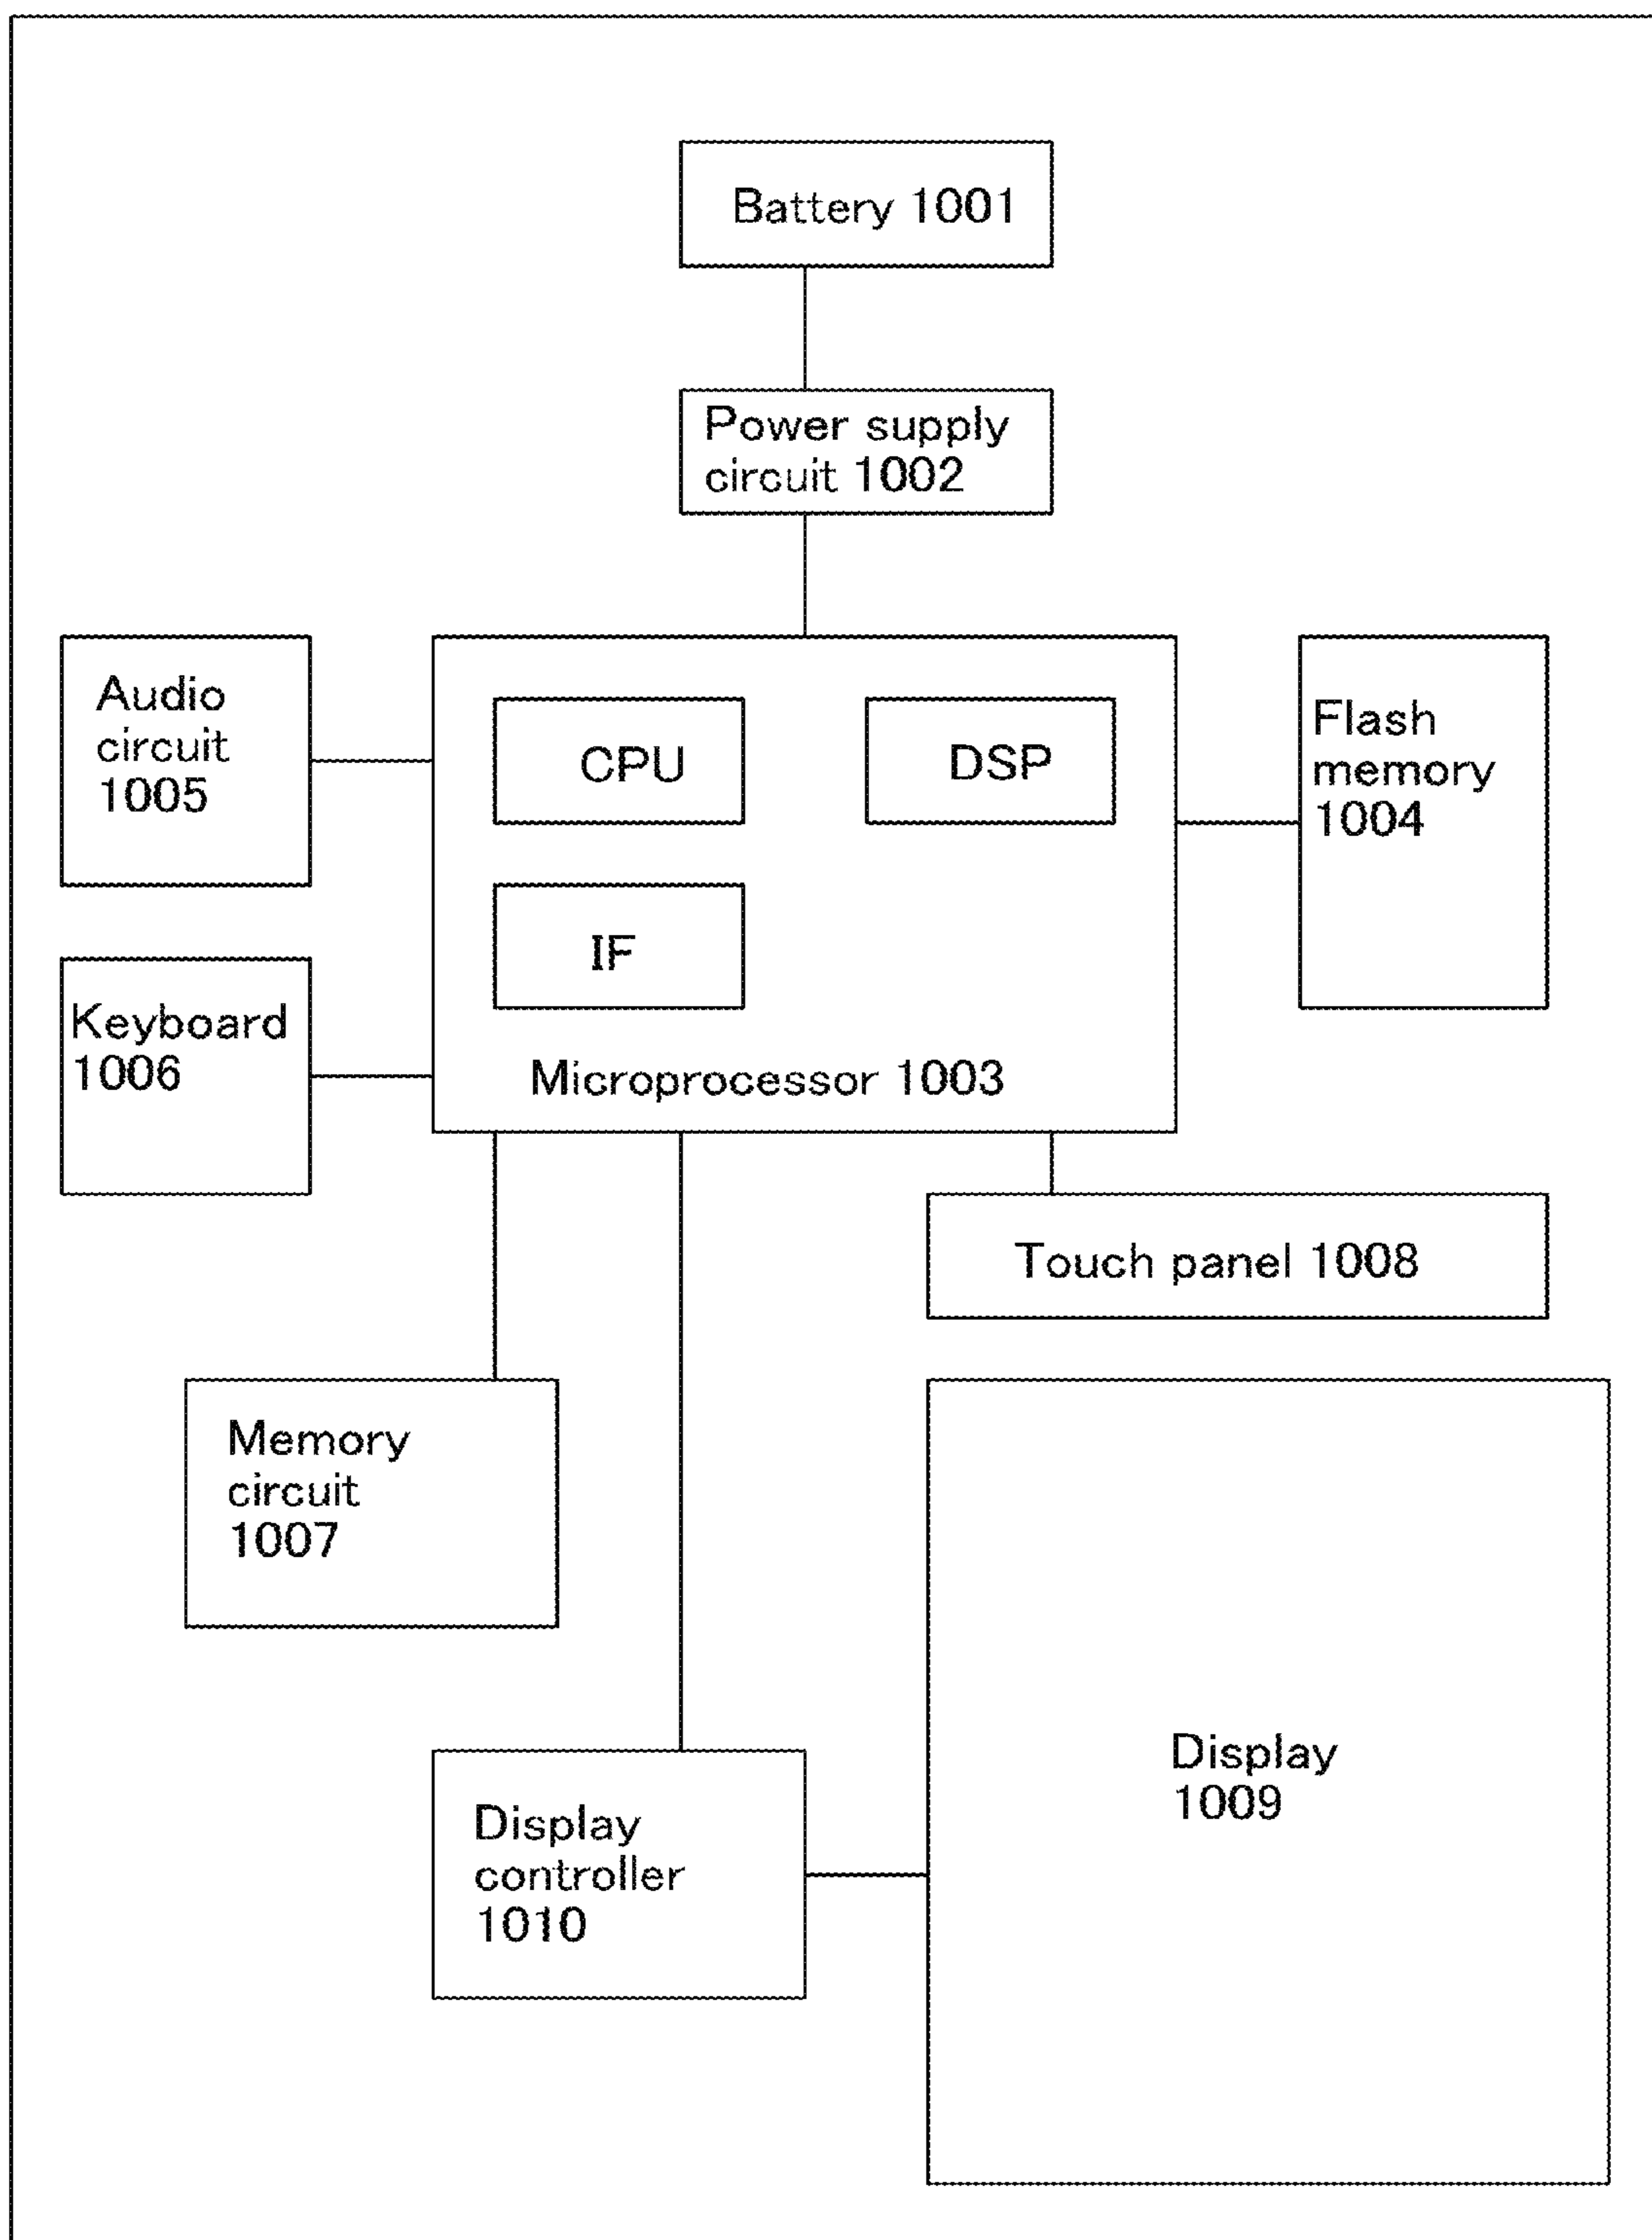 Battery 1001
Power supply
circuit 1002
Audio
circuit
1005
CPU
DSP
Flash
memory
1004
IF
Keyboard
1006
Microprocessor 1003
Touch panel 1008
Memory
circuit
1007
Display
1009
Display
controller
1010